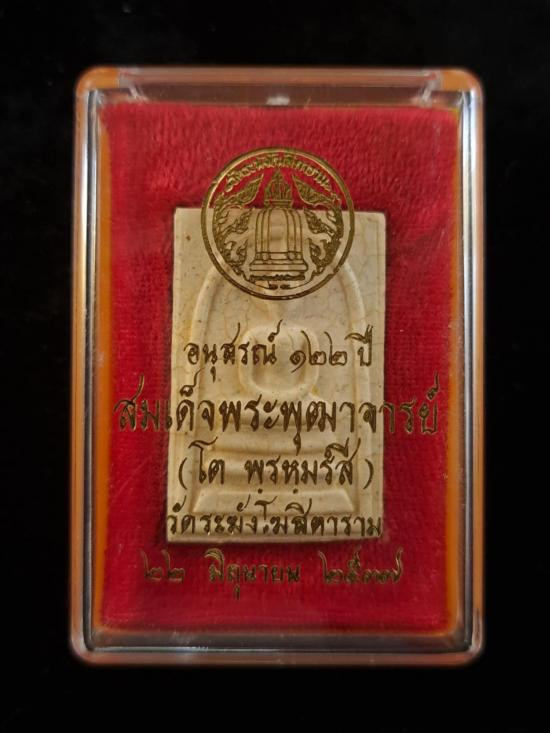 อนุสรณ์ ๑๒๒ ปี
สมเด็จพระพุฒาจารย์
(โต พฺรหฺมรํสี)
วัดระฆังโฆสิตาราม
๒๒ มิถุนายน ๒๕๓๗